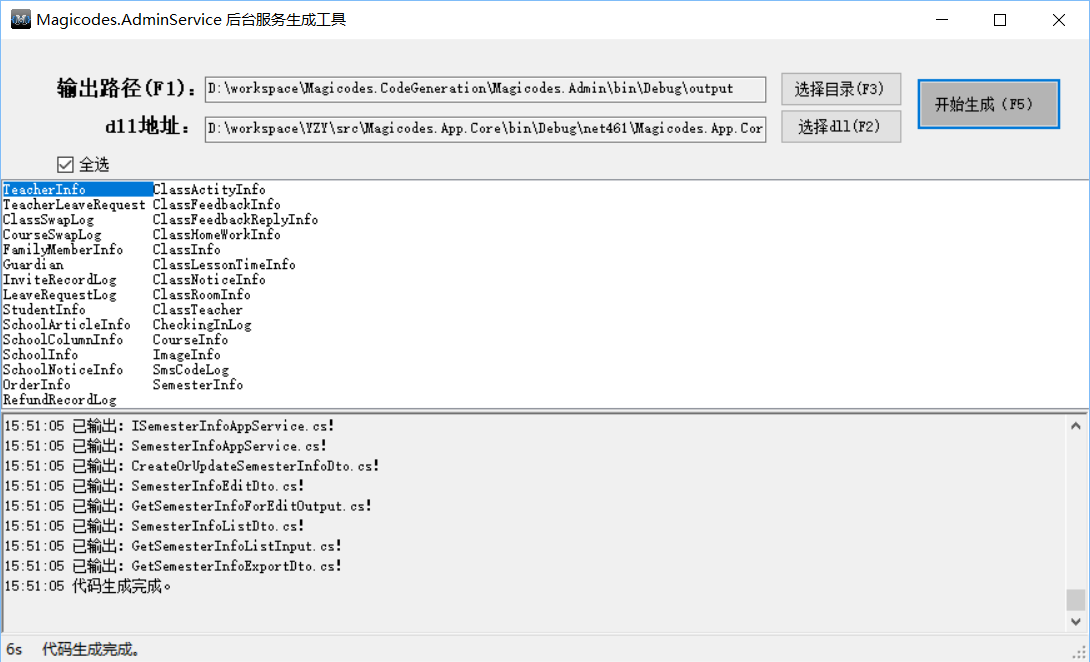 Magicodes.AdminService 后台服务生成工具
输出路径(F1): D:\workspace\Magicodes.CodeGeneration\Magicodes.Admin\bin\Debug\output 选择目录(F3) 开始生成 (F5)
dll地址: D:\workspace\YZY\src\Magicodes.App.Core\bin\Debug\net461\Magicodes.App.Cor 选择dll(F2)
全选
TeacherInfo ClassActityInfo
TeacherLeaveRequest ClassFeedbackInfo
ClassSwapLog ClassFeedbackReplyInfo
CourseSwapLog ClassHomeWorkInfo
FamilyMemberInfo ClassInfo
Guardian ClassLessonTimeInfo
InviteRecordLog ClassNoticeInfo
LeaveRequestLog ClassRoomInfo
StudentInfo ClassTeacher
SchoolArticleInfo CheckingInLog
SchoolColumnInfo CourseInfo
SchoolInfo ImageInfo
SchoolNoticeInfo SmsCodeLog
OrderInfo SemesterInfo
RefundRecordLog
15:51:05 已输出: ISemesterInfoAppService.cs!
15:51:05 已输出: SemesterInfoAppService.cs!
15:51:05 已输出: CreateOrUpdateSemesterInfoDto.cs!
15:51:05 已输出: SemesterInfoEditDto.cs!
15:51:05 已输出: GetSemesterInfoForEditOutput.cs!
15:51:05 已输出: SemesterInfoListDto.cs!
15:51:05 已输出: GetSemesterInfoListInput.cs!
15:51:05 已输出: GetSemesterInfoExportDto.cs!
15:51:05 代码生成完成。
6s 代码生成完成。